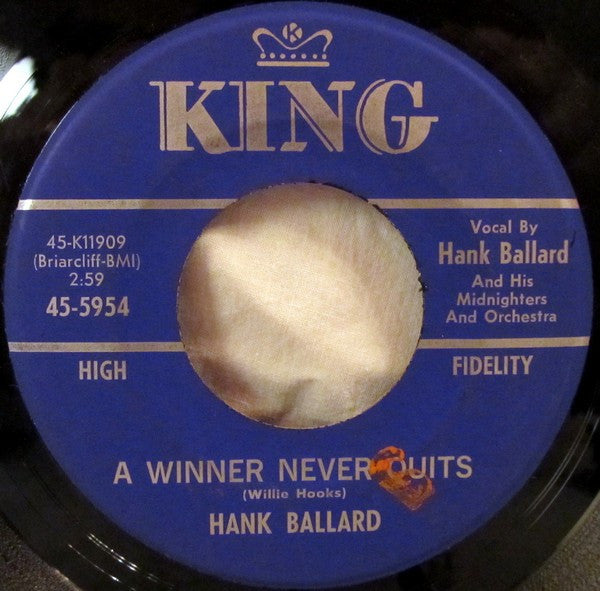 K
KING
45-K11909
(Briarcliff-BMI)
2:59
45-5954
Vocal By
Hank Ballard
And His
Midnighters
And Orchestra
HIGH
FIDELITY
A WINNER NEVER QUITS
(Willie Hooks)
HANK BALLARD